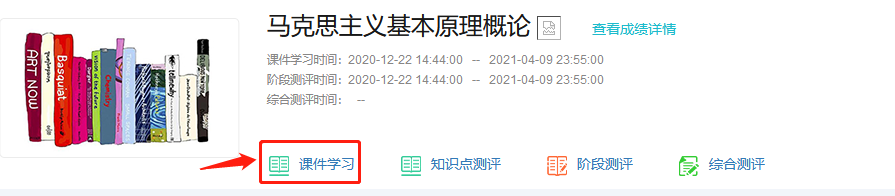 马克思主义基本原理概论
查看成绩详情
课件学习时间：2020-12-22 14:44:00 -- 2021-04-09 23:55:00
阶段测评时间：2020-12-22 14:44:00 -- 2021-04-09 23:55:00
综合测评时间： --
课件学习 知识点测评 阶段测评 综合测评
ART NOW
Basquiat
Chemistry